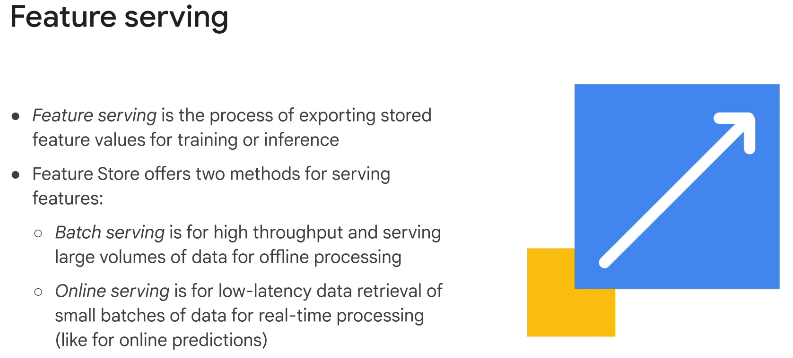 Feature serving
● Feature serving is the process of exporting stored
feature values for training or inference
● Feature Store offers two methods for serving
features:
○ Batch serving is for high throughput and serving
large volumes of data for offline processing
○ Online serving is for low-latency data retrieval of
small batches of data for real-time processing
(like for online predictions)